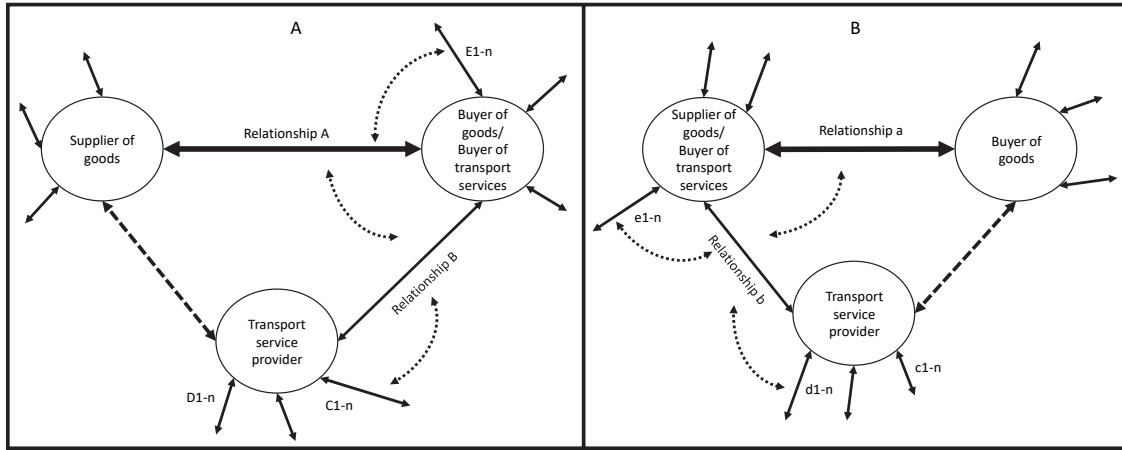 A
E1-n
Supplier of
goods
Relationship A
Buyer of
goods/
Buyer of
transport
services
Relationship B
Transport
service
provider
D1-n
C1-n
B
Supplier of
goods/
Buyer of
transport
services
Relationship a
Buyer of
goods
e1-n
Relationship b
Transport
service
provider
d1-n
c1-n